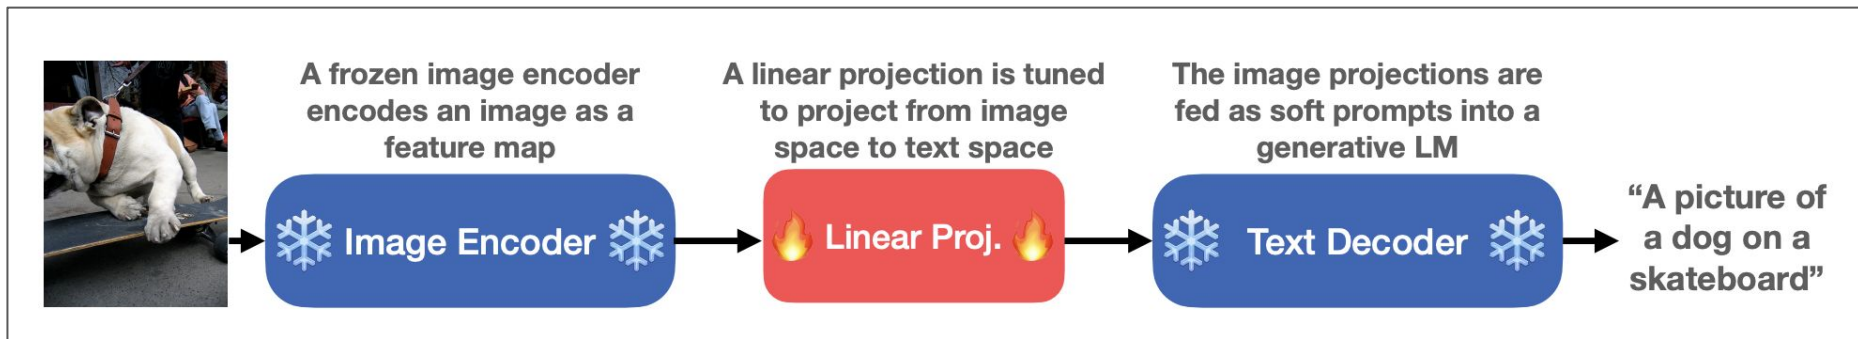 A frozen image encoder
encodes an image as a
feature map
Image Encoder
A linear projection is tuned
to project from image
space to text space
Linear Proj.
The image projections are
fed as soft prompts into a
generative LM
Text Decoder
“A picture of
a dog on a
skateboard”